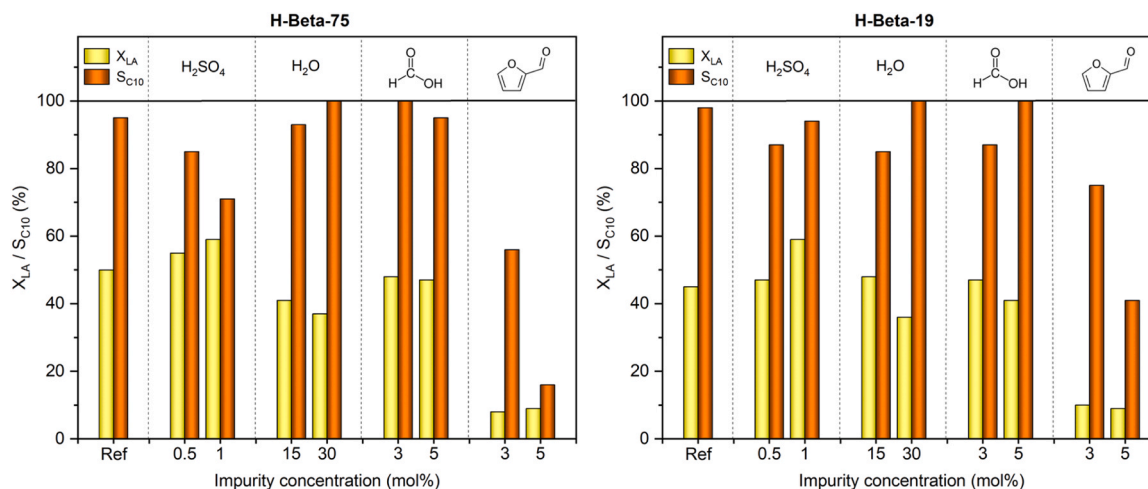 H-Beta-75
X_LA
S_C10
H₂SO₄
H₂O
O
H
OH
O
O
X_LA / S_C10 (%)
100
80
60
40
20
0
Ref
0.5
1
15
30
3
5
3
5
Impurity concentration (mol%)
H-Beta-19
X_LA
S_C10
H₂SO₄
H₂O
O
H
OH
O
O
X_LA / S_C10 (%)
100
80
60
40
20
0
Ref
0.5
1
15
30
3
5
3
5
Impurity concentration (mol%)